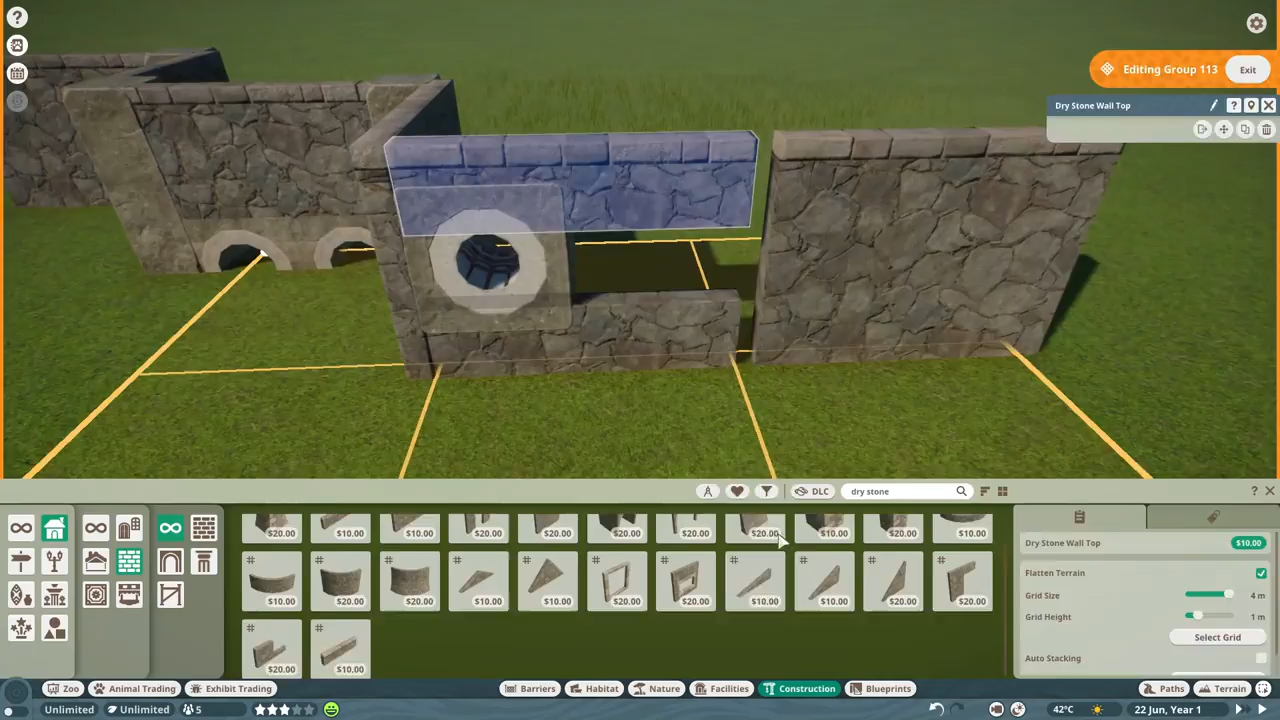 ?
Editing Group 113
Exit
Dry Stone Wall Top
?
DLC
dry stone
?
$20.00 $10.00 $10.00 $20.00 $20.00 $20.00 $20.00 $20.00 $10.00 $20.00 $10.00
$10.00 $20.00 $20.00 $10.00 $10.00 $20.00 $20.00 $10.00 $10.00 $20.00 $20.00
$20.00 $10.00
Dry Stone Wall Top
$10.00
Flatten Terrain
Grid Size
4 m
Grid Height
1 m
Select Grid
Auto Stacking
Zoo
Animal Trading
Exhibit Trading
Barriers
Habitat
Nature
Facilities
Construction
Blueprints
Paths
Terrain
Unlimited
Unlimited
5
42°C
22 Jun, Year 1